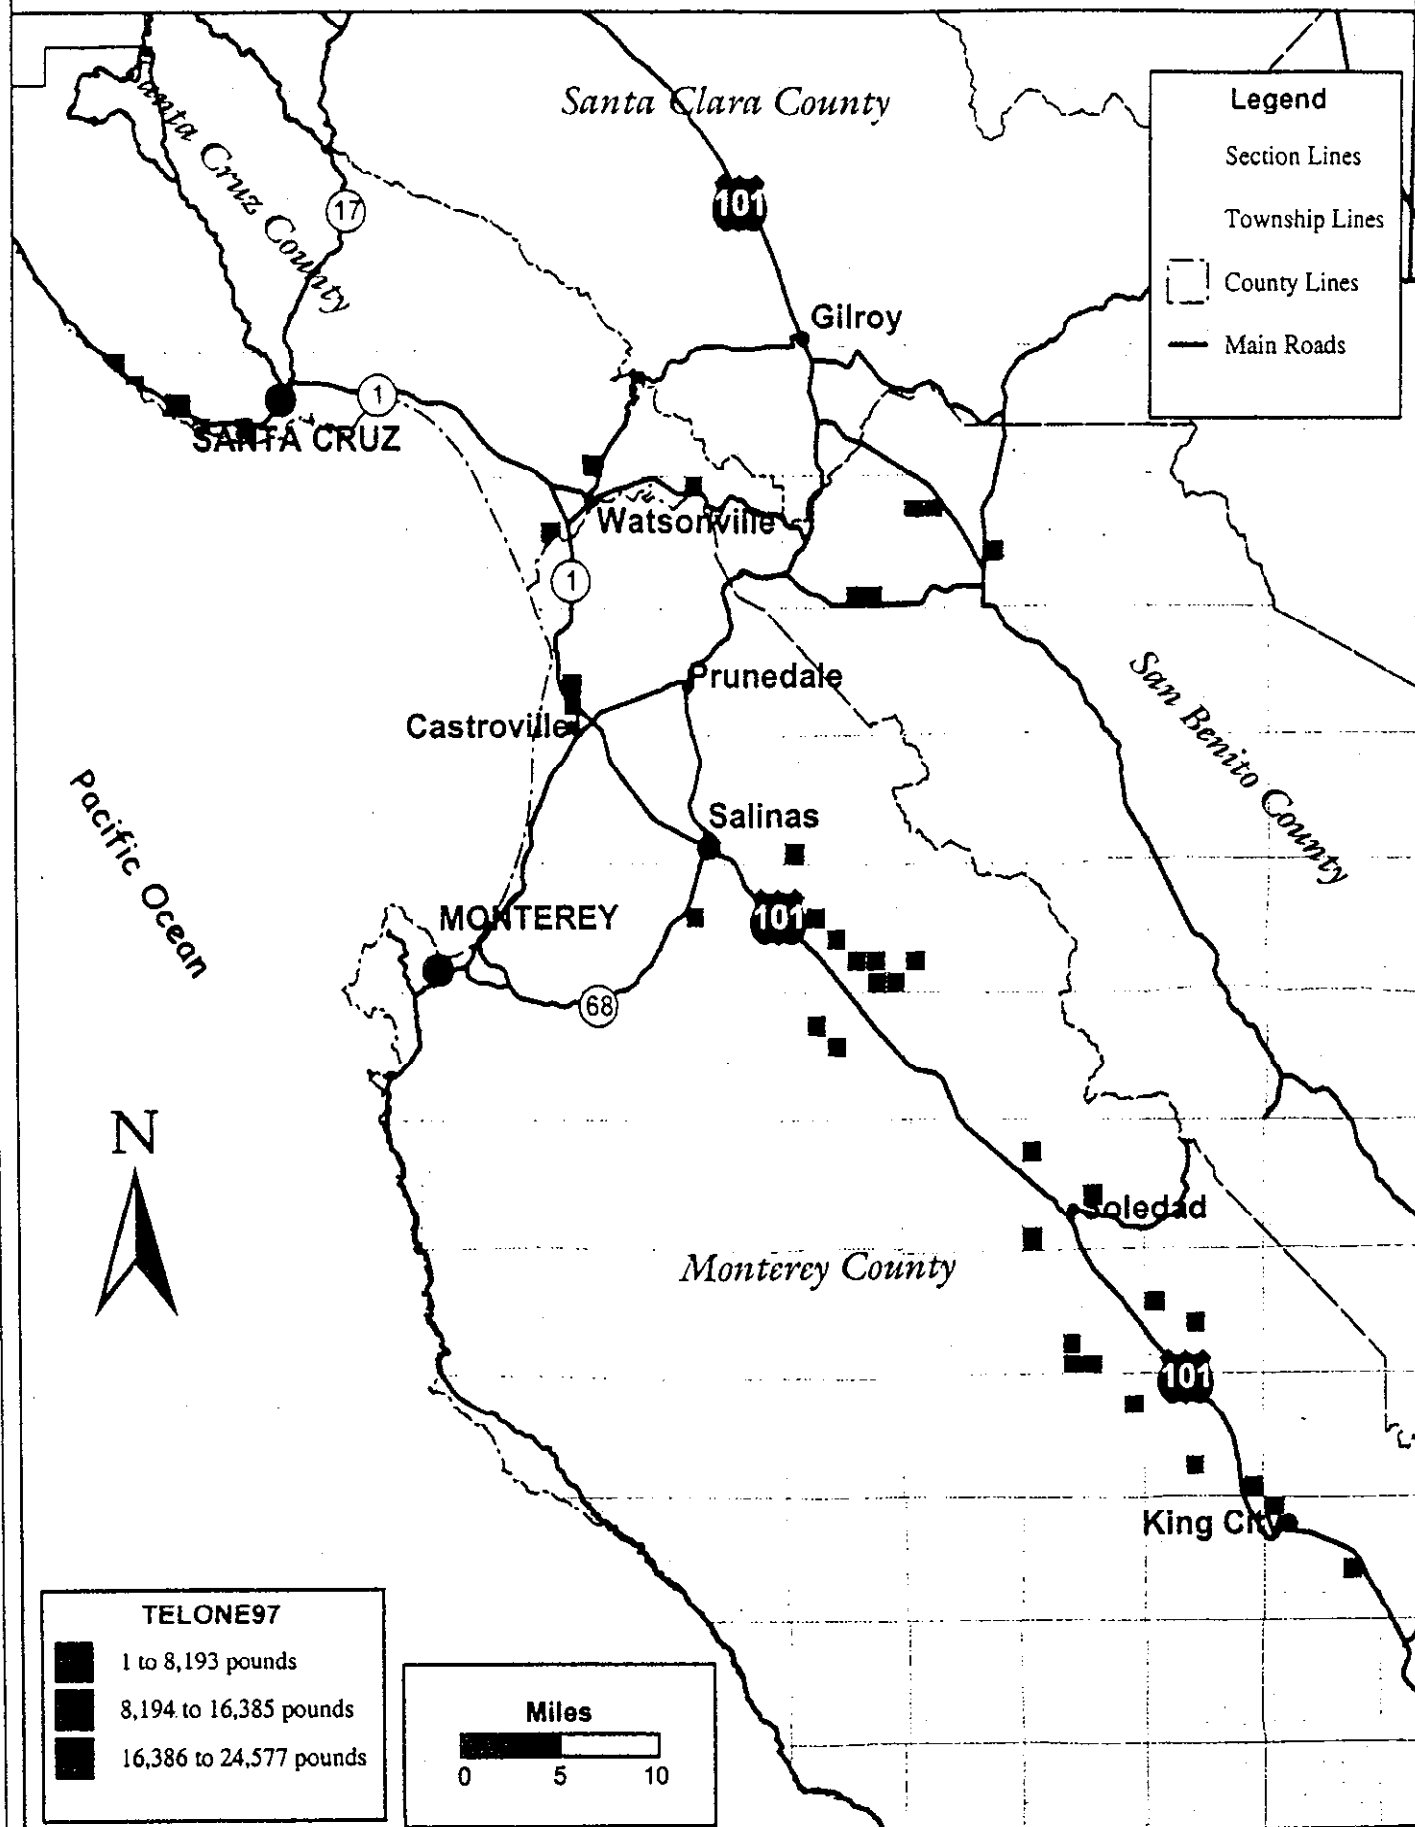 Santa Clara County
Legend
Section Lines
Township Lines
County Lines
Main Roads
Santa Cruz County
17
101
Gilroy
1
SANTA CRUZ
Watsonville
1
Prunedale
Castroville
San Benito County
Pacific Ocean
Salinas
MONTEREY
101
68
N
Soledad
Monterey County
101
King City
TELONE97
1 to 8,193 pounds
8,194 to 16,385 pounds
16,386 to 24,577 pounds
Miles
0 5 10